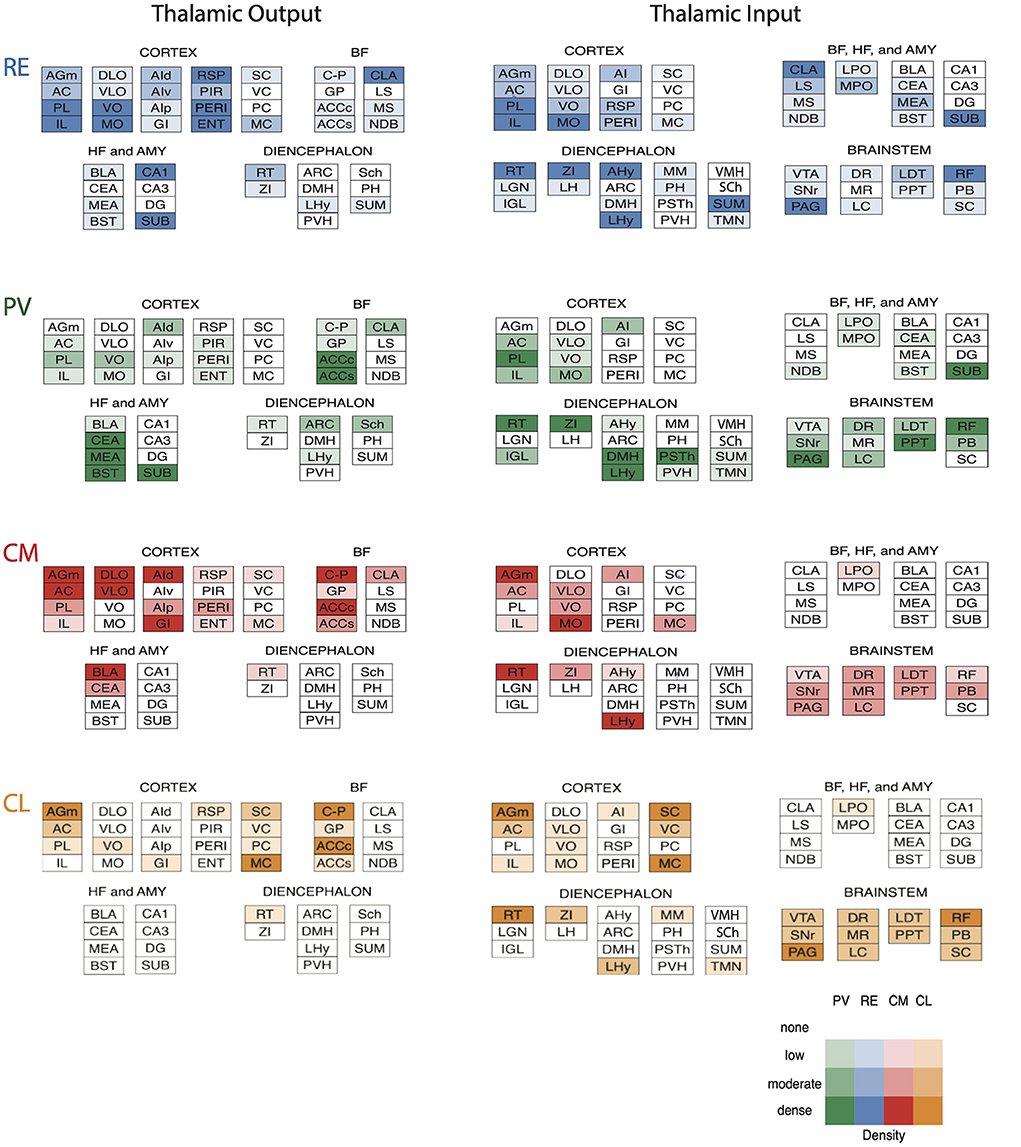 Thalamic Output Thalamic Input
RE
CORTEX BF
AGm DLO AId RSP SC C-P CLA
AC VLO AIv PIR VC GP LS
PL VO AIp PERI PC ACCc MS
IL MO GI ENT MC ACCs NDB
HF and AMY DIENCEPHALON
BLA CA1 RT ARC Sch
CEA CA3 ZI DMH PH
MEA DG LHy SUM
BST SUB PVH
CORTEX BF, HF, and AMY
AGm DLO AI SC CLA LPO BLA CA1
AC VLO GI VC LS MPO CEA CA3
PL VO RSP PC MS MEA DG
IL MO PERI MC NDB BST SUB
DIENCEPHALON BRAINSTEM
RT ZI AHy MM VMH VTA DR LDT RF
LGN LH ARC PH SCh SNr MR PPT PB
IGL DMH PSTh SUM PAG LC SC
LHy PVH TMN
PV
CORTEX BF
AGm DLO AId RSP SC C-P CLA
AC VLO AIv PIR VC GP LS
PL VO AIp PERI PC ACCc MS
IL MO GI ENT MC ACCs NDB
HF and AMY DIENCEPHALON
BLA CA1 RT ARC Sch
CEA CA3 ZI DMH PH
MEA DG LHy SUM
BST SUB PVH
CORTEX BF, HF, and AMY
AGm DLO AI SC CLA LPO BLA CA1
AC VLO GI VC LS MPO CEA CA3
PL VO RSP PC MS MEA DG
IL MO PERI MC NDB BST SUB
DIENCEPHALON BRAINSTEM
RT ZI AHy MM VMH VTA DR LDT RF
LGN LH ARC PH SCh SNr MR PPT PB
IGL DMH PSTh SUM PAG LC SC
LHy PVH TMN
CM
CORTEX BF
AGm DLO AId RSP SC C-P CLA
AC VLO AIv PIR VC GP LS
PL VO AIp PERI PC ACCc MS
IL MO GI ENT MC ACCs NDB
HF and AMY DIENCEPHALON
BLA CA1 RT ARC Sch
CEA CA3 ZI DMH PH
MEA DG LHy SUM
BST SUB PVH
CORTEX BF, HF, and AMY
AGm DLO AI SC CLA LPO BLA CA1
AC VLO GI VC LS MPO CEA CA3
PL VO RSP PC MS MEA DG
IL MO PERI MC NDB BST SUB
DIENCEPHALON BRAINSTEM
RT ZI AHy MM VMH VTA DR LDT RF
LGN LH ARC PH SCh SNr MR PPT PB
IGL DMH PSTh SUM PAG LC SC
LHy PVH TMN
CL
CORTEX BF
AGm DLO AId RSP SC C-P CLA
AC VLO AIv PIR VC GP LS
PL VO AIp PERI PC ACCc MS
IL MO GI ENT MC ACCs NDB
HF and AMY DIENCEPHALON
BLA CA1 RT ARC Sch
CEA CA3 ZI DMH PH
MEA DG LHy SUM
BST SUB PVH
CORTEX BF, HF, and AMY
AGm DLO AI SC CLA LPO BLA CA1
AC VLO GI VC LS MPO CEA CA3
PL VO RSP PC MS MEA DG
IL MO PERI MC NDB BST SUB
DIENCEPHALON BRAINSTEM
RT ZI AHy MM VMH VTA DR LDT RF
LGN LH ARC PH SCh SNr MR PPT PB
IGL DMH PSTh SUM PAG LC SC
LHy PVH TMN
PV RE CM CL
none
low
moderate
dense
Density